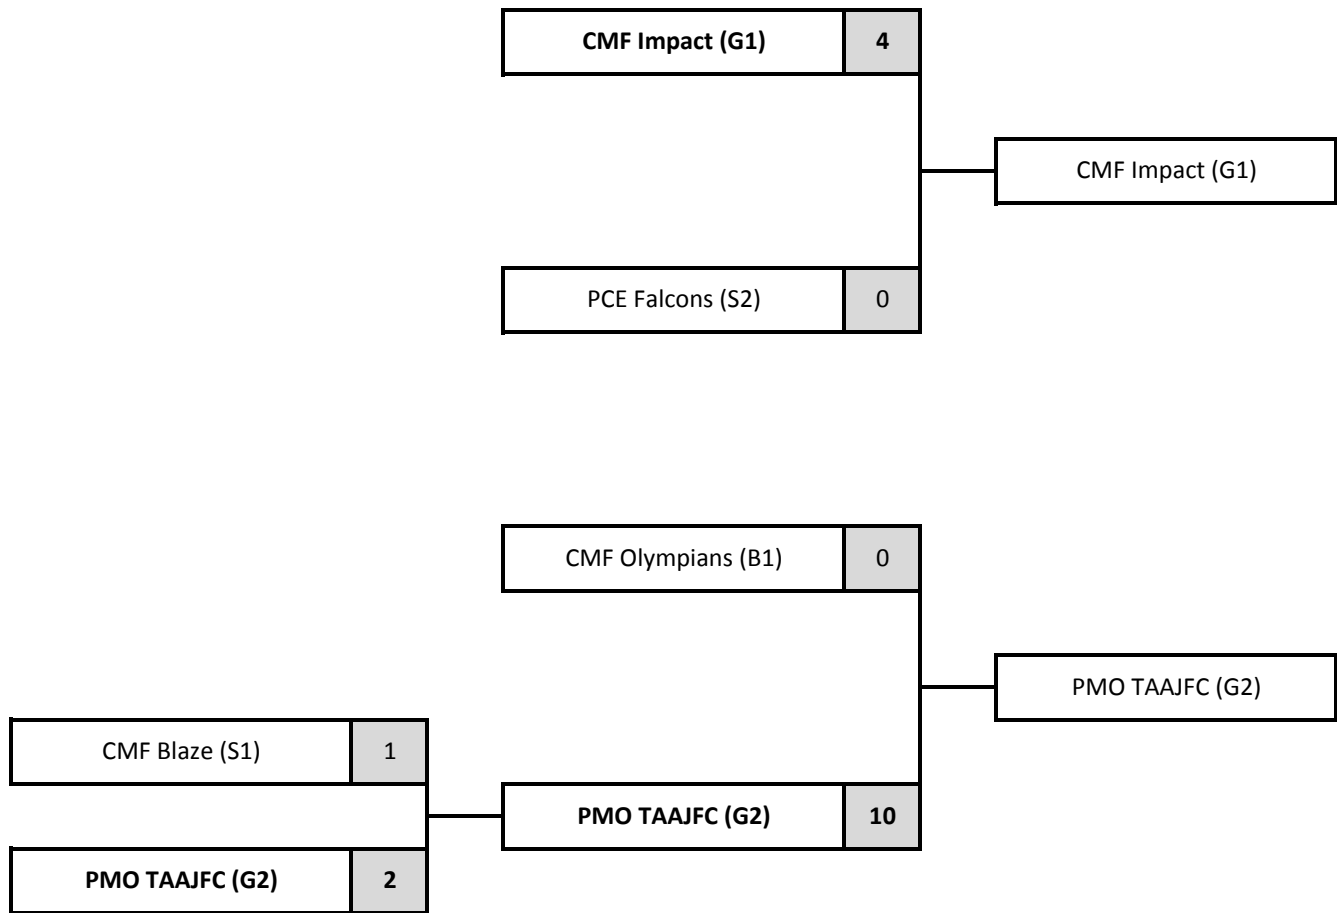 CMF Impact (G1) 4
CMF Impact (G1)
PCE Falcons (S2) 0
CMF Olympians (B1) 0
PMO TAAJFC (G2)
CMF Blaze (S1) 1
PMO TAAJFC (G2) 10
PMO TAAJFC (G2) 2